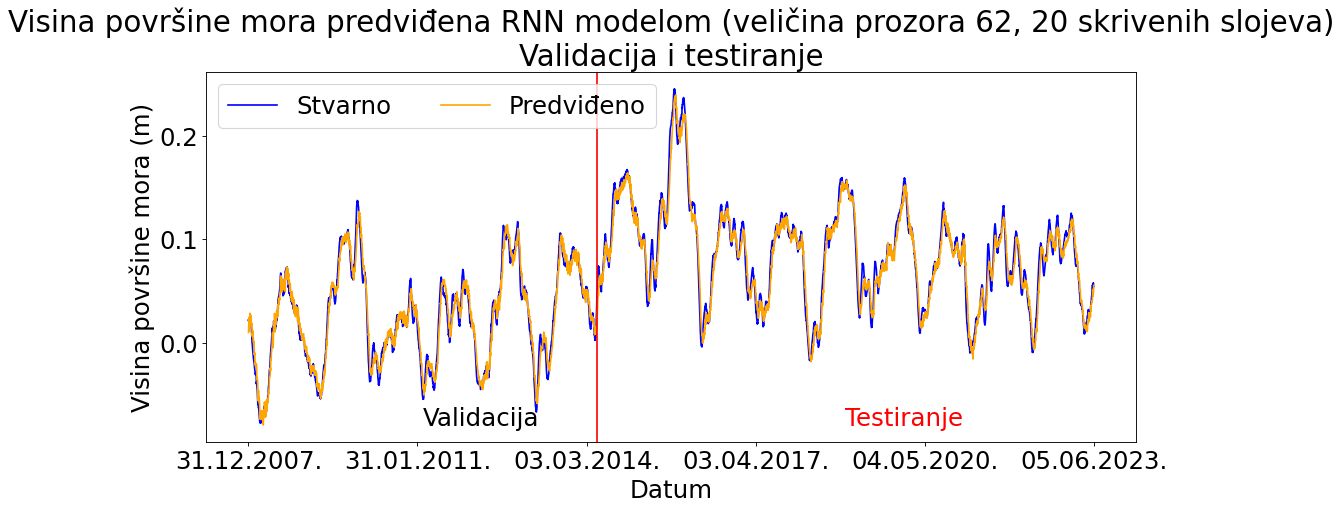 Visina površine mora predviđena RNN modelom (veličina prozora 62, 20 skrivenih slojeva)
Validacija i testiranje
Stvarno
Predviđeno
Visina površine mora (m)
0.2
0.1
0.0
Validacija
Testiranje
31.12.2007.
31.01.2011.
03.03.2014.
03.04.2017.
04.05.2020.
05.06.2023.
Datum